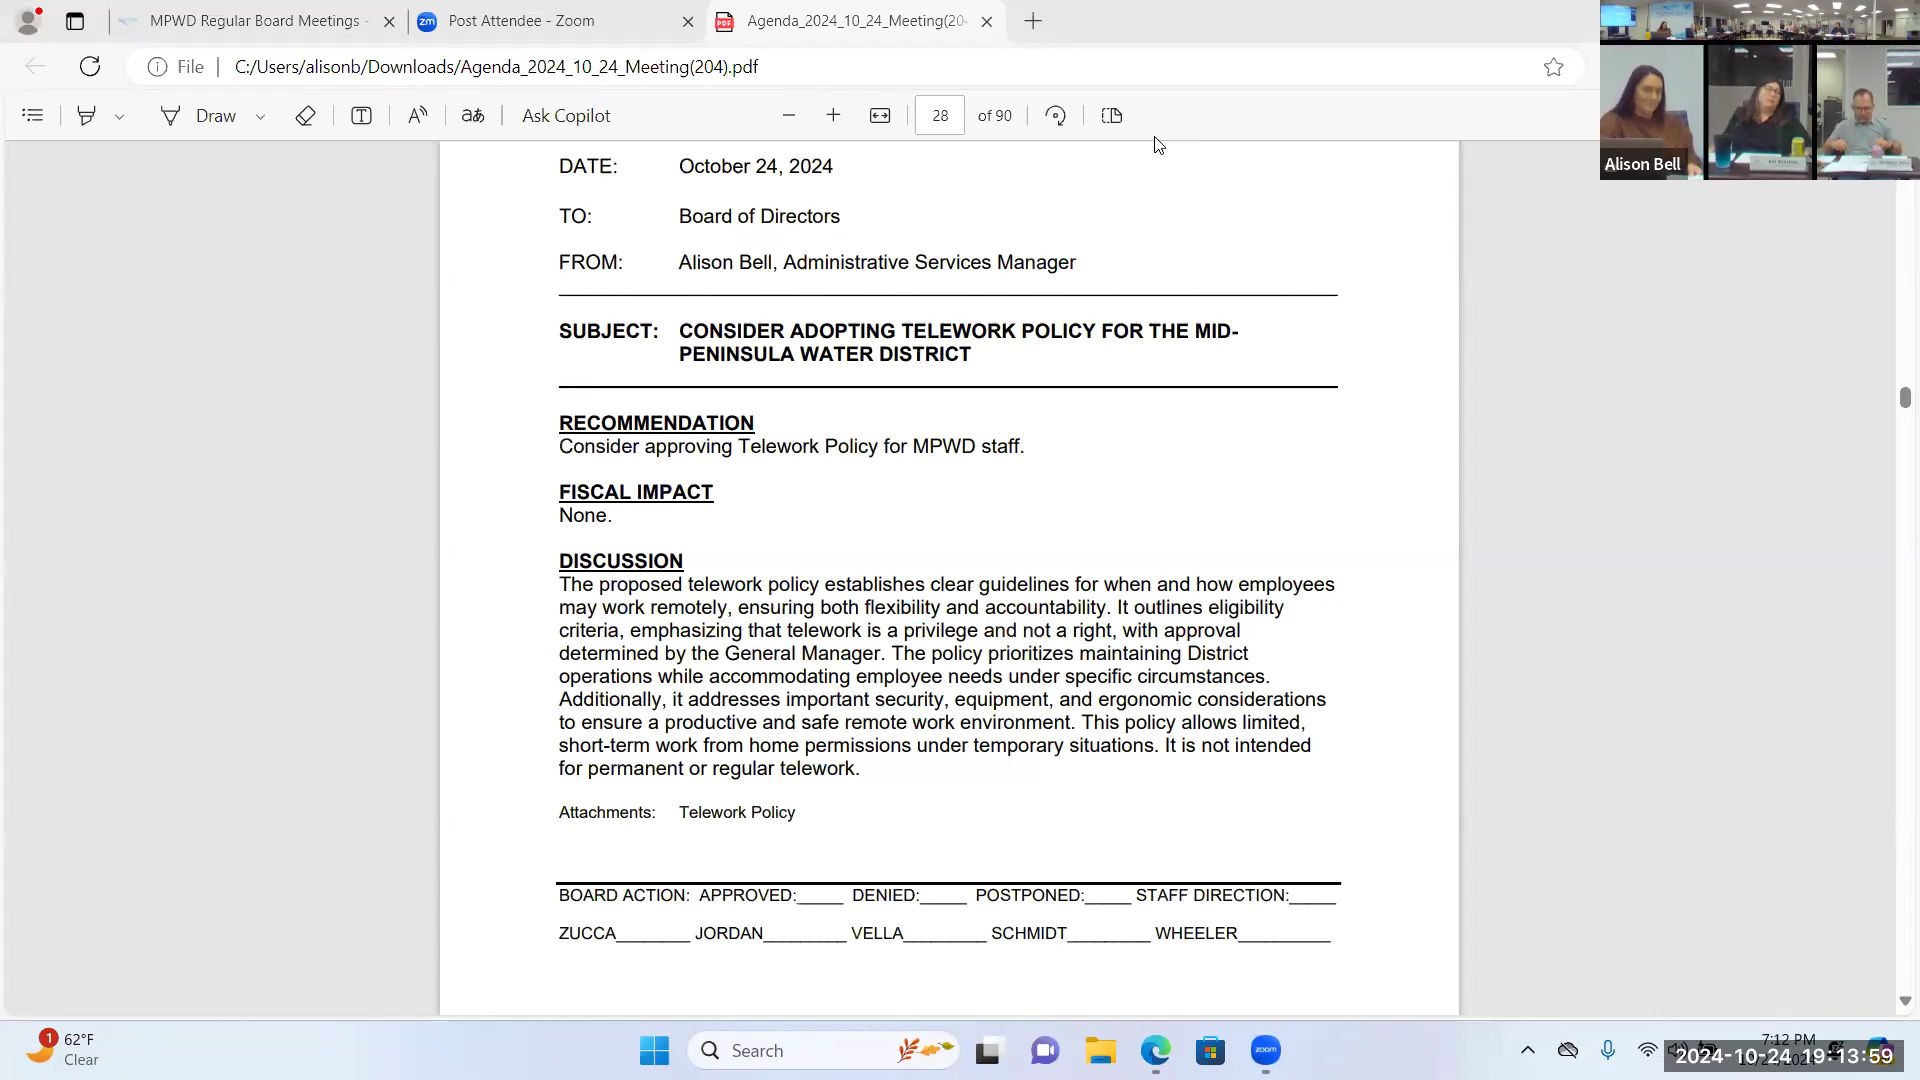 MPWD Regular Board Meetings -
Post Attendee - Zoom
Agenda_2024_10_24_Meeting(20
File
C:/Users/alisonb/Downloads/Agenda_2024_10_24_Meeting(204).pdf
Draw
Ask Copilot
28 of 90
Alison Bell
DATE: October 24, 2024
TO: Board of Directors
FROM: Alison Bell, Administrative Services Manager
SUBJECT: CONSIDER ADOPTING TELEWORK POLICY FOR THE MID-
PENINSULA WATER DISTRICT
RECOMMENDATION
Consider approving Telework Policy for MPWD staff.
FISCAL IMPACT
None.
DISCUSSION
The proposed telework policy establishes clear guidelines for when and how employees
may work remotely, ensuring both flexibility and accountability. It outlines eligibility
criteria, emphasizing that telework is a privilege and not a right, with approval
determined by the General Manager. The policy prioritizes maintaining District
operations while accommodating employee needs under specific circumstances.
Additionally, it addresses important security, equipment, and ergonomic considerations
to ensure a productive and safe remote work environment. This policy allows limited,
short-term work from home permissions under temporary situations. It is not intended
for permanent or regular telework.
Attachments: Telework Policy
BOARD ACTION: APPROVED:_____ DENIED:_____ POSTPONED:_____ STAFF DIRECTION:_____
ZUCCA________ JORDAN_________ VELLA_________ SCHMIDT_________ WHEELER__________
1
62°F
Clear
Search
zoom
7:12 PM
2024-10-24 19:13:59